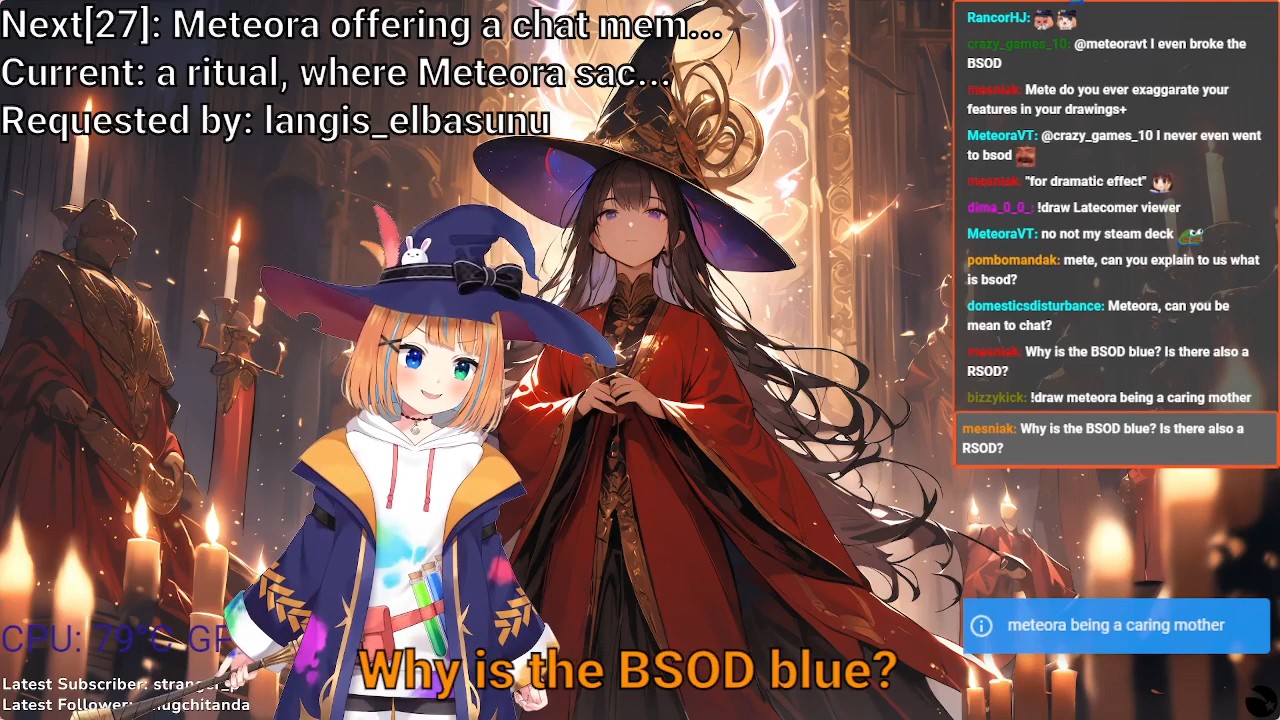 Next[27]: Meteora offering a chat mem...
Current: a ritual, where Meteora sac...
Requested by: langis_elbasunu
RancorHJ:
crazy_games_10: @meteoravt I even broke the
BSOD
mesniak: Mete do you ever exaggarate your
features in your drawings+
MeteoraVT: @crazy_games_10 I never even went
to bsod
mesniak: "for dramatic effect"
dima_0_0_: !draw Latecomer viewer
MeteoraVT: no not my steam deck
pombomandak: mete, can you explain to us what
is bsod?
domesticsdisturbance: Meteora, can you be
mean to chat?
mesniak: Why is the BSOD blue? Is there also a
RSOD?
bizzykick: !draw meteora being a caring mother
mesniak: Why is the BSOD blue? Is there also a
RSOD?
meteora being a caring mother
CPU: 79°C
Why is the BSOD blue?
Latest Subscriber:
Latest Follower: